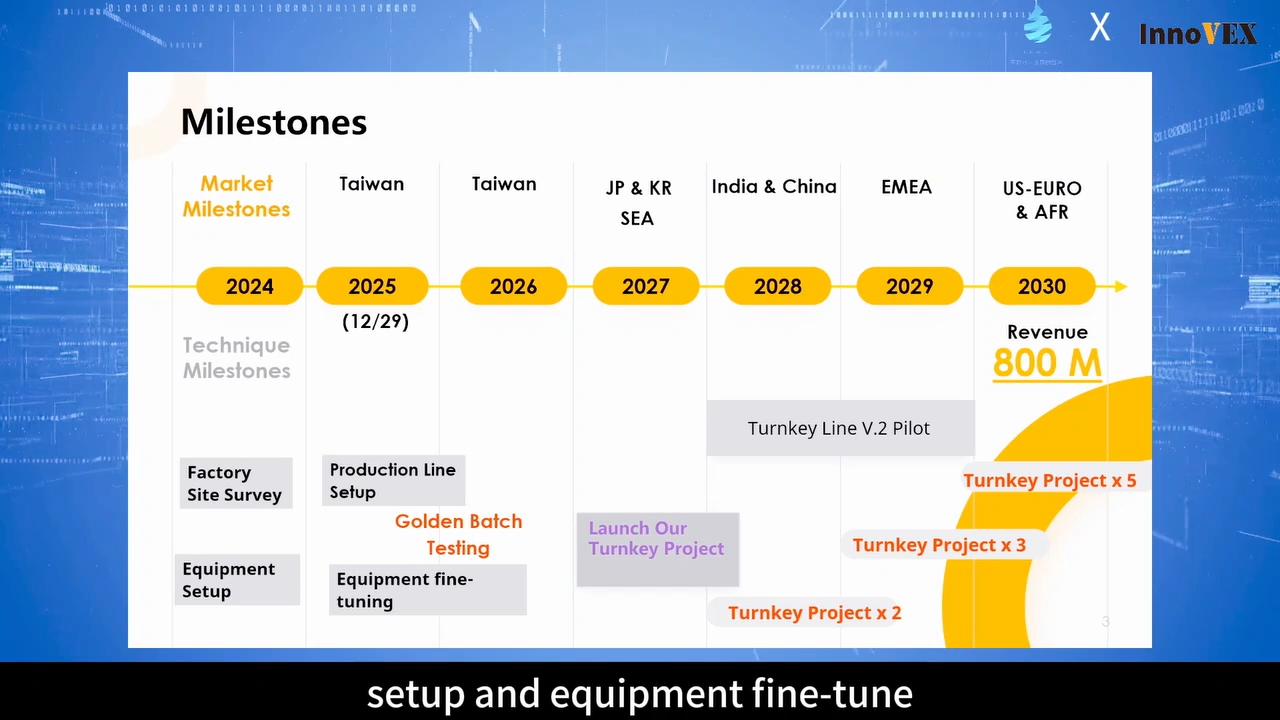 X
InnoVEX
Milestones
Market
Milestones
Taiwan
Taiwan
JP & KR
SEA
India & China
EMEA
US-EURO
& AFR
2024
2025
2026
2027
2028
2029
2030
(12/29)
Technique
Milestones
Revenue
800 M
Turnkey Line V.2 Pilot
Factory
Site Survey
Production Line
Setup
Turnkey Project x 5
Golden Batch
Testing
Launch Our
Turnkey Project
Turnkey Project x 3
Equipment
Setup
Equipment fine-
tuning
Turnkey Project x 2
3
setup and equipment fine-tune